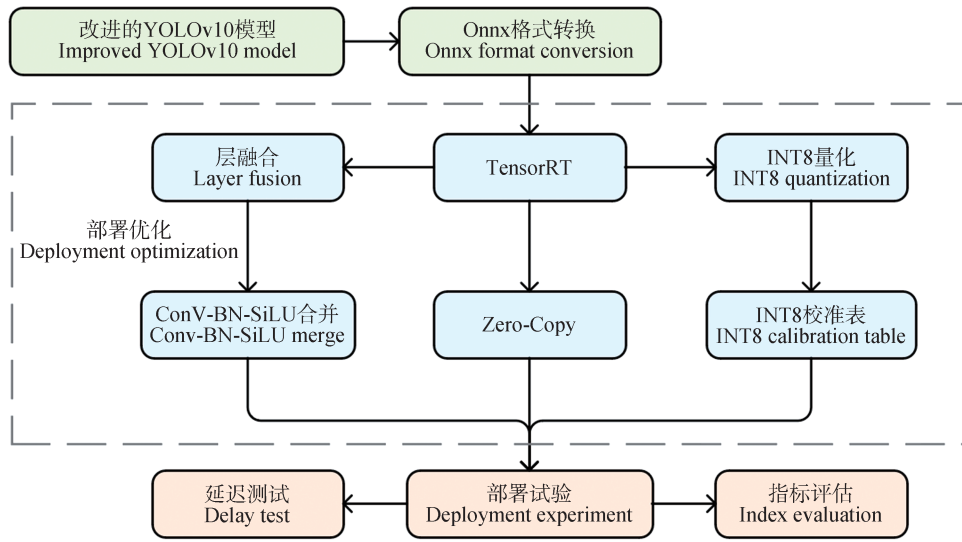 改进的YOLOv10模型
Improved YOLOv10 model
Onnx格式转换
Onnx format conversion
层融合
Layer fusion
TensorRT
INT8量化
INT8 quantization
部署优化
Deployment optimization
ConV-BN-SiLU合并
Conv-BN-SiLU merge
Zero-Copy
INT8校准表
INT8 calibration table
延迟测试
Delay test
部署试验
Deployment experiment
指标评估
Index evaluation